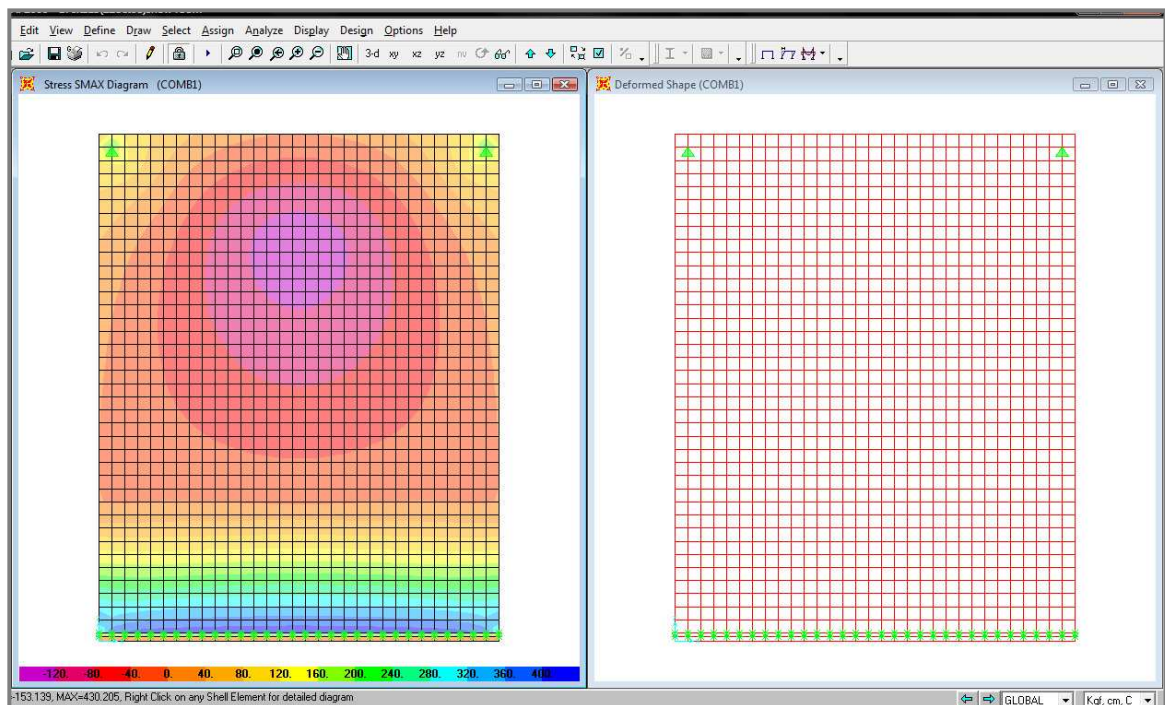 Edit View Define Draw Select Assign Analyze Display Design Options Help
3-d xy xz yz nv
Stress SMAX Diagram (COMB1)
Deformed Shape (COMB1)
-120. -80. -40. 0. 40. 80. 120. 160. 200. 240. 280. 320. 360. 400.
-153.139, MAX=430.205, Right Click on any Shell Element for detailed diagram
GLOBAL
Kgf, cm, C